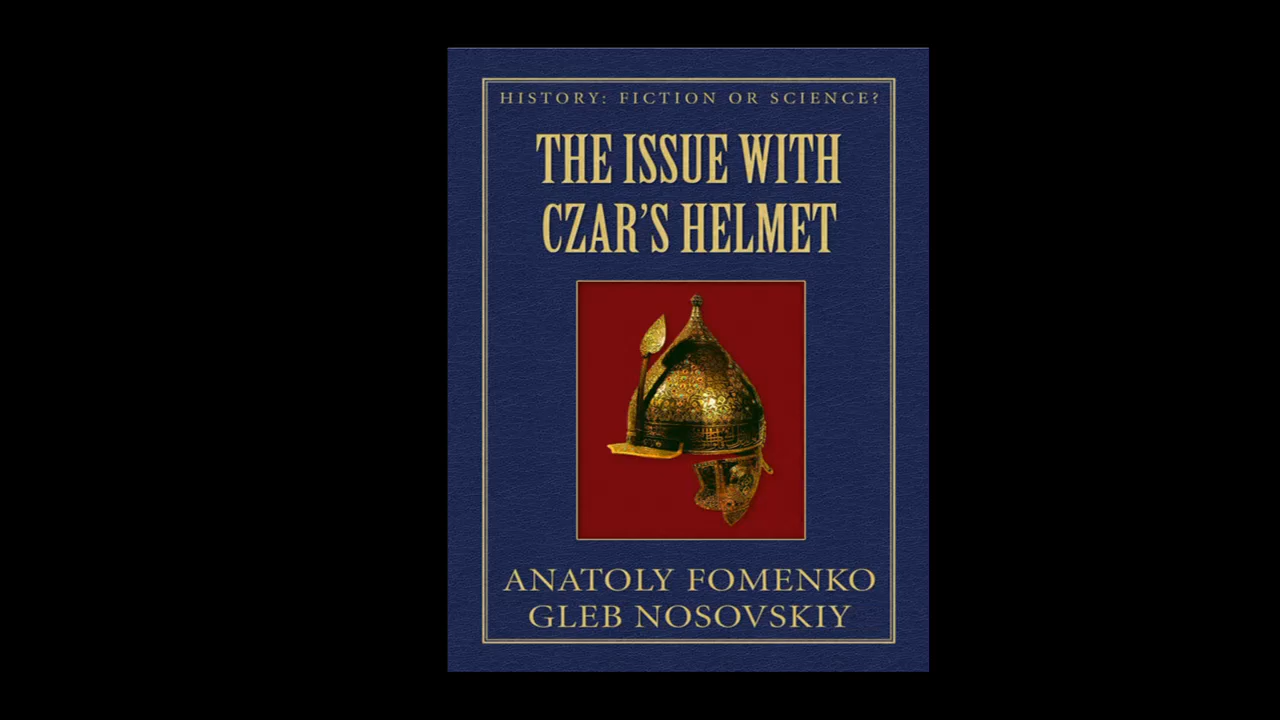 HISTORY: FICTION OR SCIENCE?
THE ISSUE WITH
CZAR'S HELMET
ANATOLY FOMENKO
GLEB NOSOVSKIY